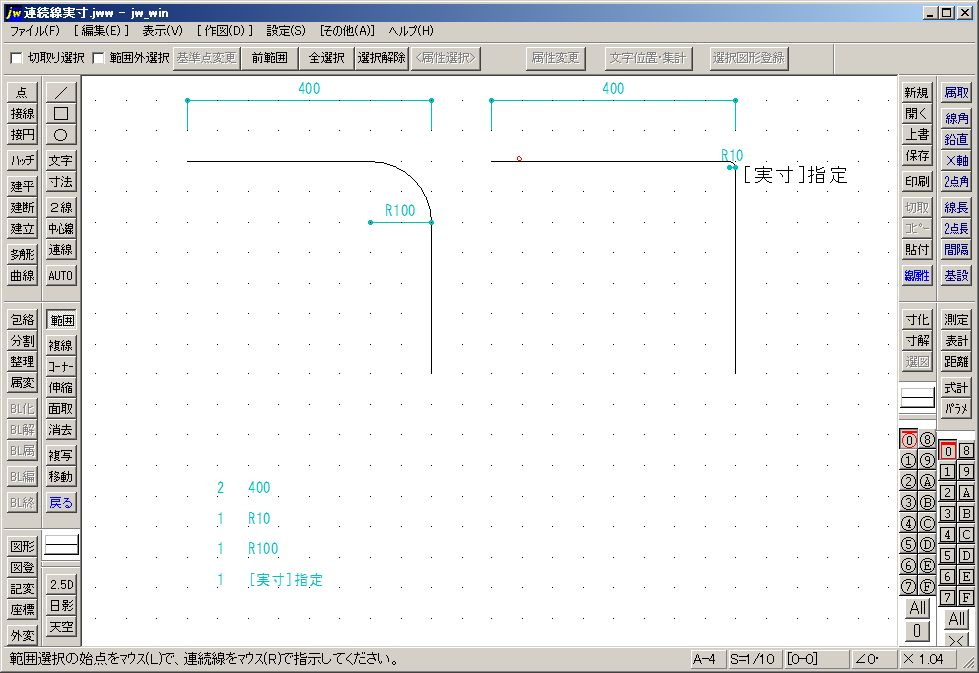 連続線実寸.jww - jw_win
ファイル(F) [編集(E)] 表示(V) [作図(D)] 設定(S) [その他(A)] ヘルプ(H)
切取り選択 範囲外選択 基準点変更 前範囲 全選択 選択解除 <属性選択> 属性変更 文字位置・集計 選択図形登録
点 ／
接線 □
接円 ○
ハッチ 文字
建平 寸法
建断 2線
建立 中心線
多角形 連線
曲線 AUTO
包絡 範囲
分割 複線
整理 コーナー
属変 伸縮
BL化 面取
BL解 消去
BL属 複写
BL編 移動
BL終 戻る
図形
図登
記変 2.5D
座標 日影
外変 天空
400 400
R10
[実寸]指定
R100
2 400
1 R10
1 R100
1 [実寸]指定
新規 属取
開く 線角
上書 鉛直
保存 ×軸
印刷 2点角
切取 線長
コピー 2点長
貼付 間隔
線属性 基設
寸化 測定
寸解 表計
選図 距離
式計
パラメ
0 8 0 8
1 9 1 9
2 A 2 A
3 B 3 B
4 C 4 C
5 D 5 D
6 E 6 E
7 F 7 F
All All
0 ×
範囲選択の始点をマウス(L)で、連続線をマウス(R)で指示してください。
A-4 S=1/10 [0-0] ∠0 × 1.04